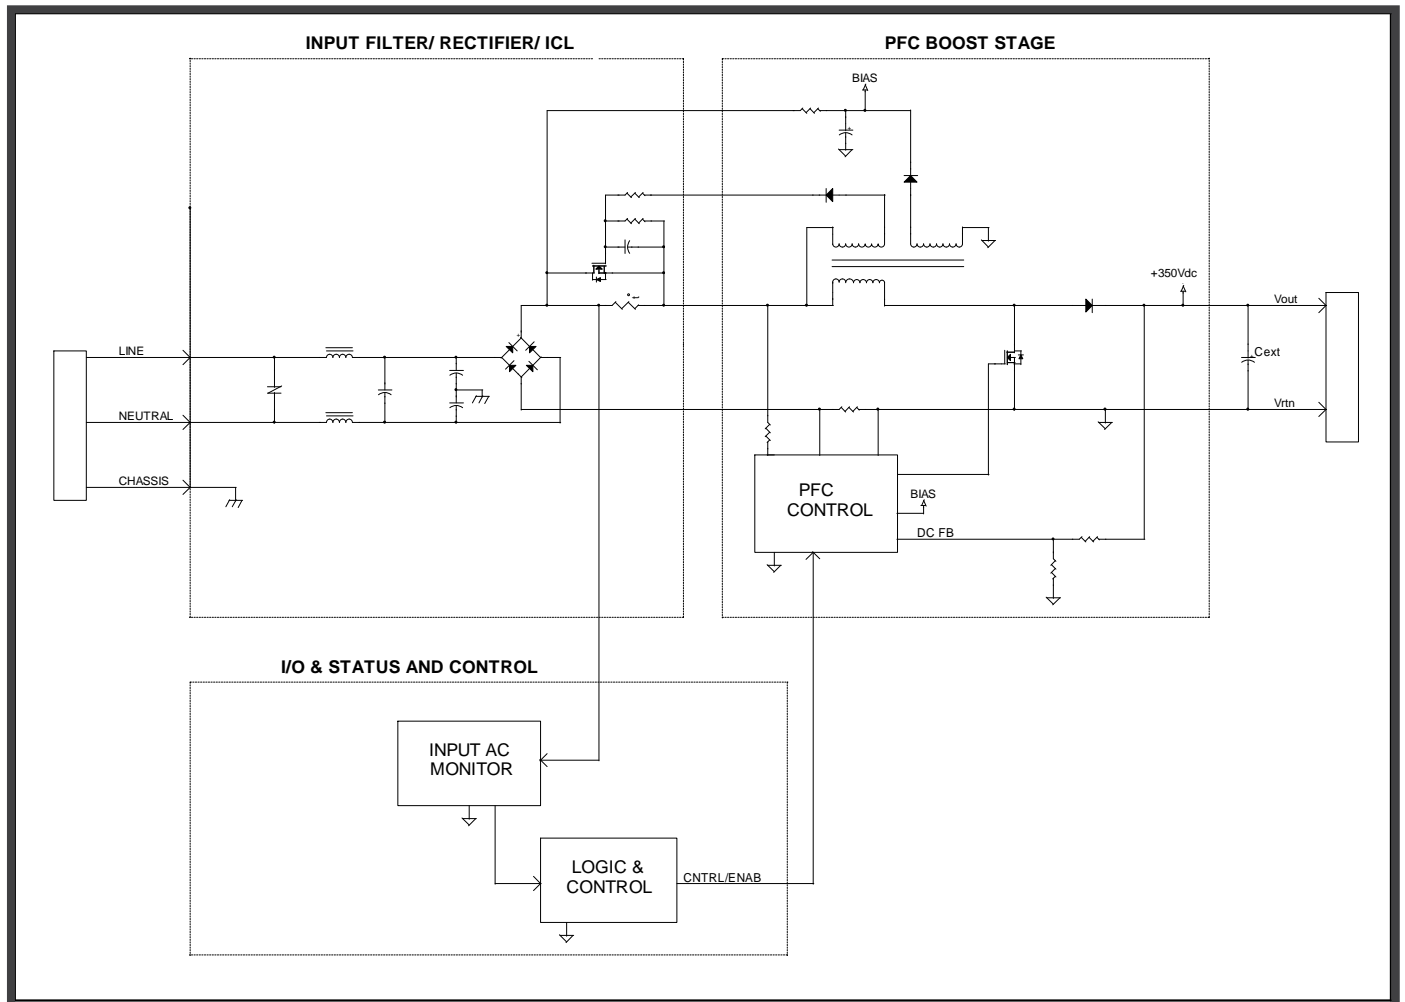 INPUT FILTER/ RECTIFIER/ ICL
PFC BOOST STAGE
BIAS
+350Vdc
Vout
LINE
+
Cext
NEUTRAL
Vrtn
CHASSIS
PFC
CONTROL
BIAS
DC FB
I/O & STATUS AND CONTROL
INPUT AC
MONITOR
LOGIC &
CONTROL
CNTRL/ENAB